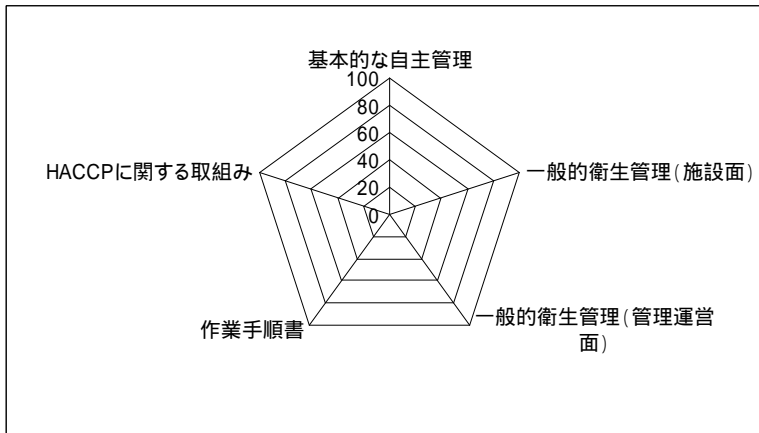 基本的な自主管理
100
80
60
40
20
0
一般的衛生管理(施設面)
一般的衛生管理(管理運営
面)
作業手順書
HACCPに関する取組み